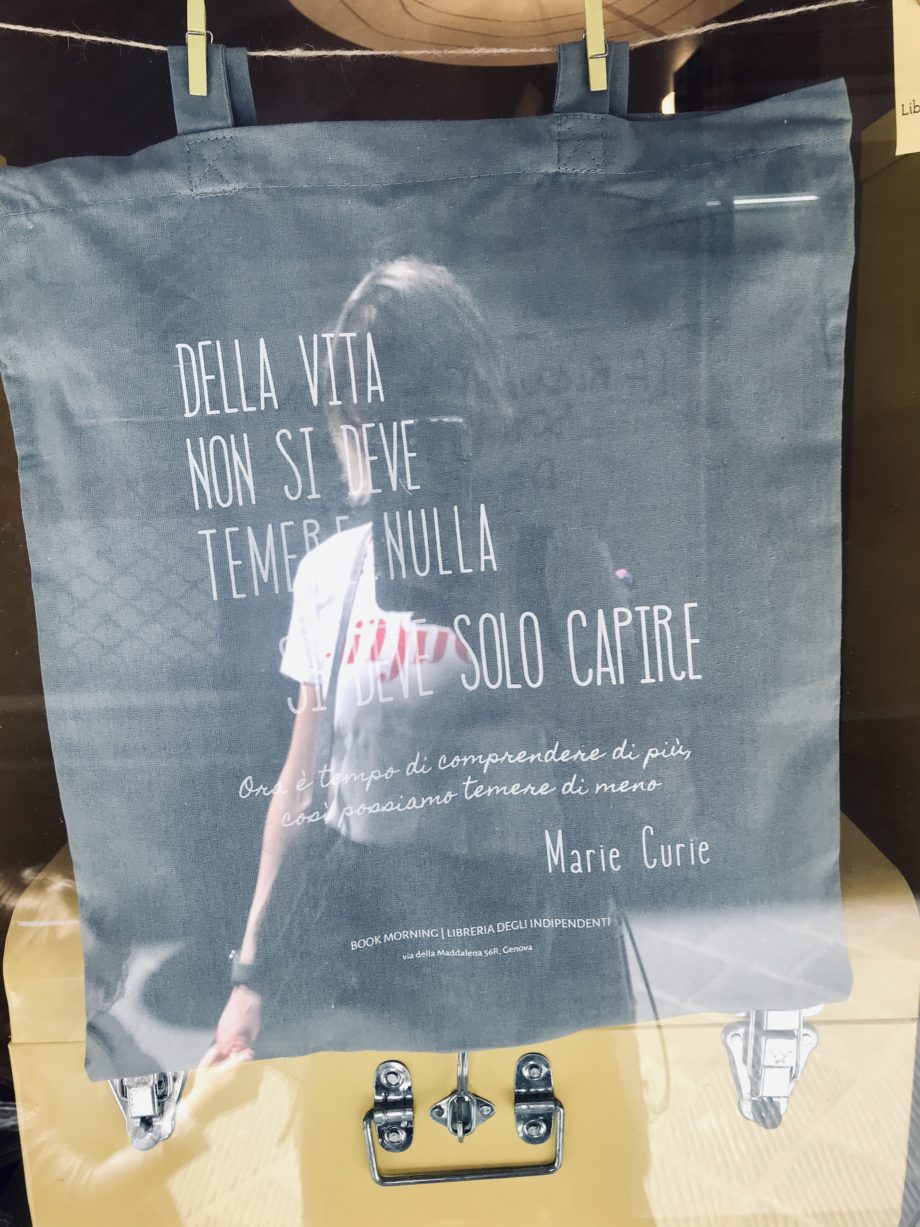 Lib
DELLA VITA
NON SI DEVE
TEMERE NULLA
SI DEVE SOLO CAPIRE
Ora è tempo di comprendere di più,
così possiamo temere di meno
Marie Curie
BOOK MORNING | LIBRERIA DEGLI INDIPENDENTI
via della Maddalena 56R, Genova